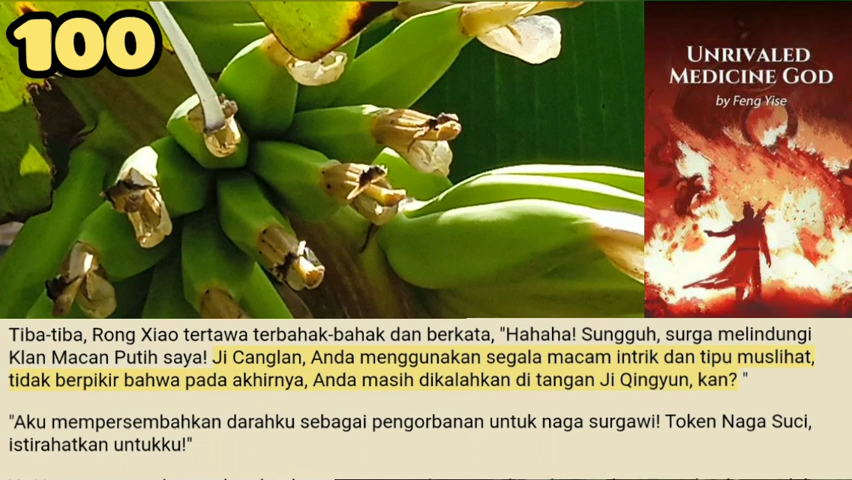 100
UNRIVALED
MEDICINE GOD
by Feng Yise
Tiba-tiba, Rong Xiao tertawa terbahak-bahak dan berkata, "Hahaha! Sungguh, surga melindungi
Klan Macan Putih saya! Ji Canglan, Anda menggunakan segala macam intrik dan tipu muslihat,
tidak berpikir bahwa pada akhirnya, Anda masih dikalahkan di tangan Ji Qingyun, kan? "
"Aku mempersembahkan darahku sebagai pengorbanan untuk naga surgawi! Token Naga Suci,
istirahatkan untukku!"